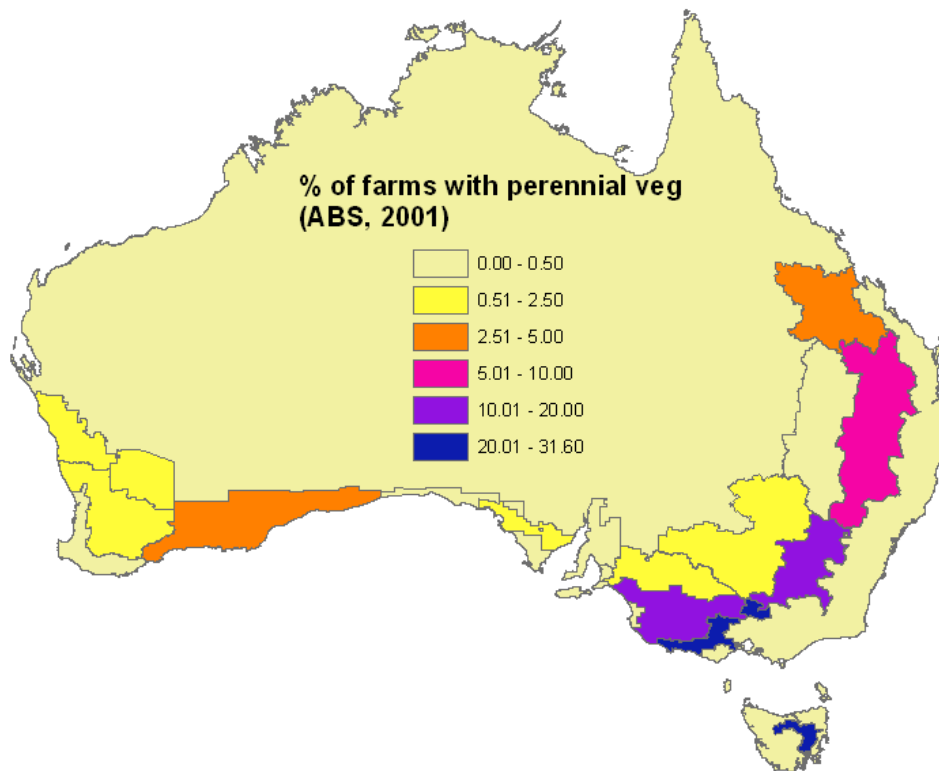 % of farms with perennial veg
(ABS, 2001)
0.00 - 0.50
0.51 - 2.50
2.51 - 5.00
5.01 - 10.00
10.01 - 20.00
20.01 - 31.60